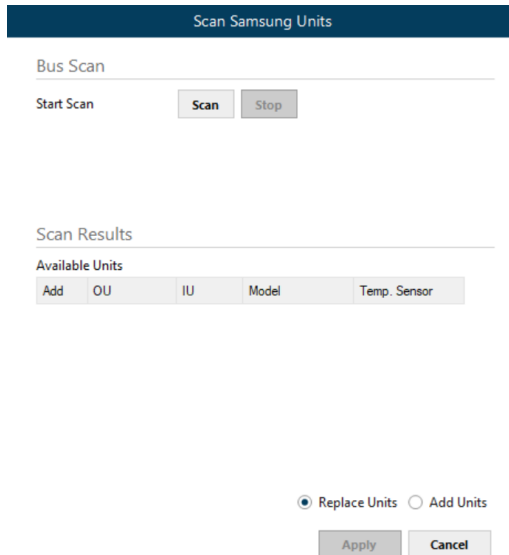 Scan Samsung Units
Bus Scan
Start Scan Scan Stop
Scan Results
Available Units
Add OU IU Model Temp. Sensor
Replace Units Add Units
Apply Cancel